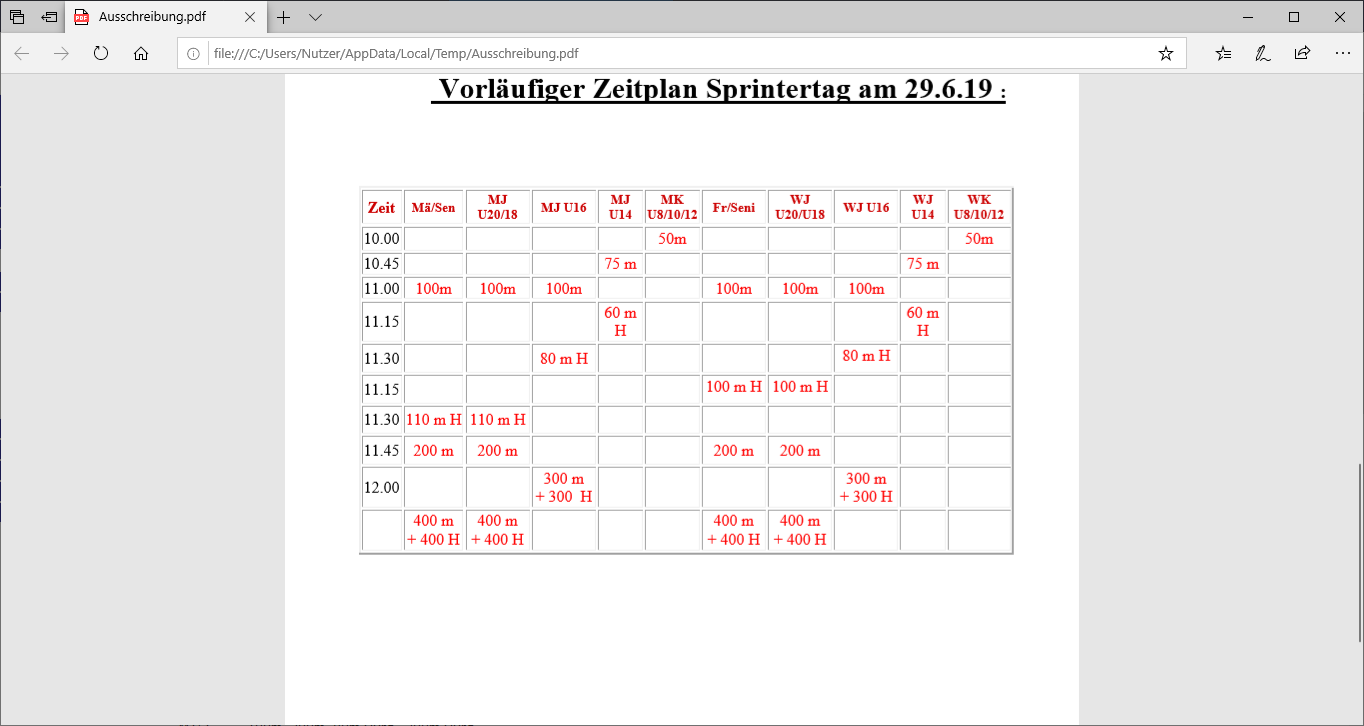 Ausschreibung.pdf
file:///C:/Users/Nutzer/AppData/Local/Temp/Ausschreibung.pdf
Vorläufiger Zeitplan Sprintertag am 29.6.19 :
Zeit Mä/Sen MJ U20/18 MJ U16 MJ U14 MK U8/10/12 Fr/Seni WJ U20/U18 WJ U16 WJ U14 WK U8/10/12
10.00 50m 50m
10.45 75 m 75 m
11.00 100m 100m 100m 100m 100m 100m
11.15 60 m H 60 m H
11.30 80 m H 80 m H
11.15 100 m H 100 m H
11.30 110 m H 110 m H
11.45 200 m 200 m 200 m 200 m
12.00 300 m + 300 H 300 m + 300 H
400 m + 400 H 400 m + 400 H 400 m + 400 H 400 m + 400 H